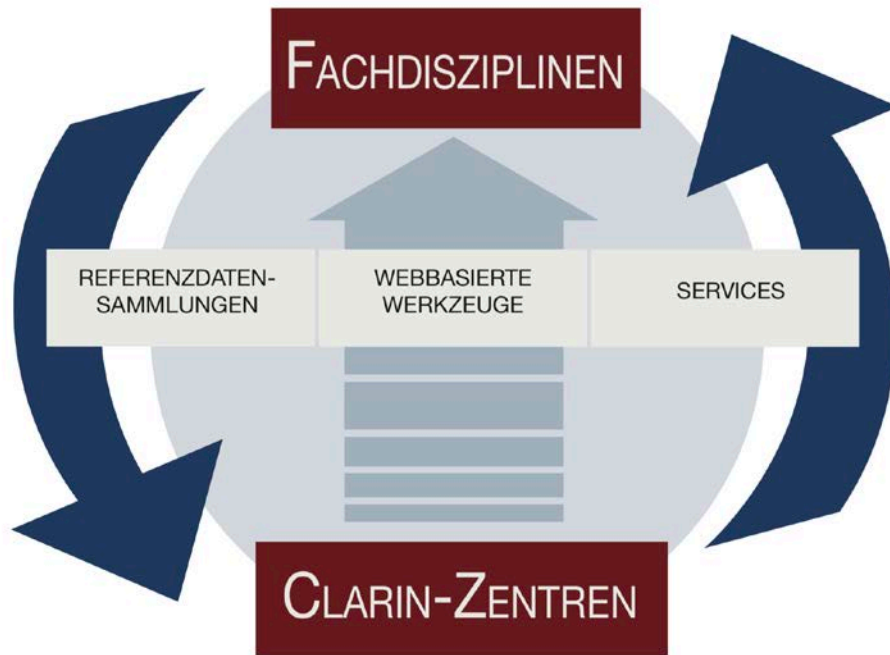 FACHDISZIPLINEN
REFERENZDATEN-
SAMMLUNGEN
WEBBASIERTE
WERKZEUGE
SERVICES
CLARIN-ZENTREN